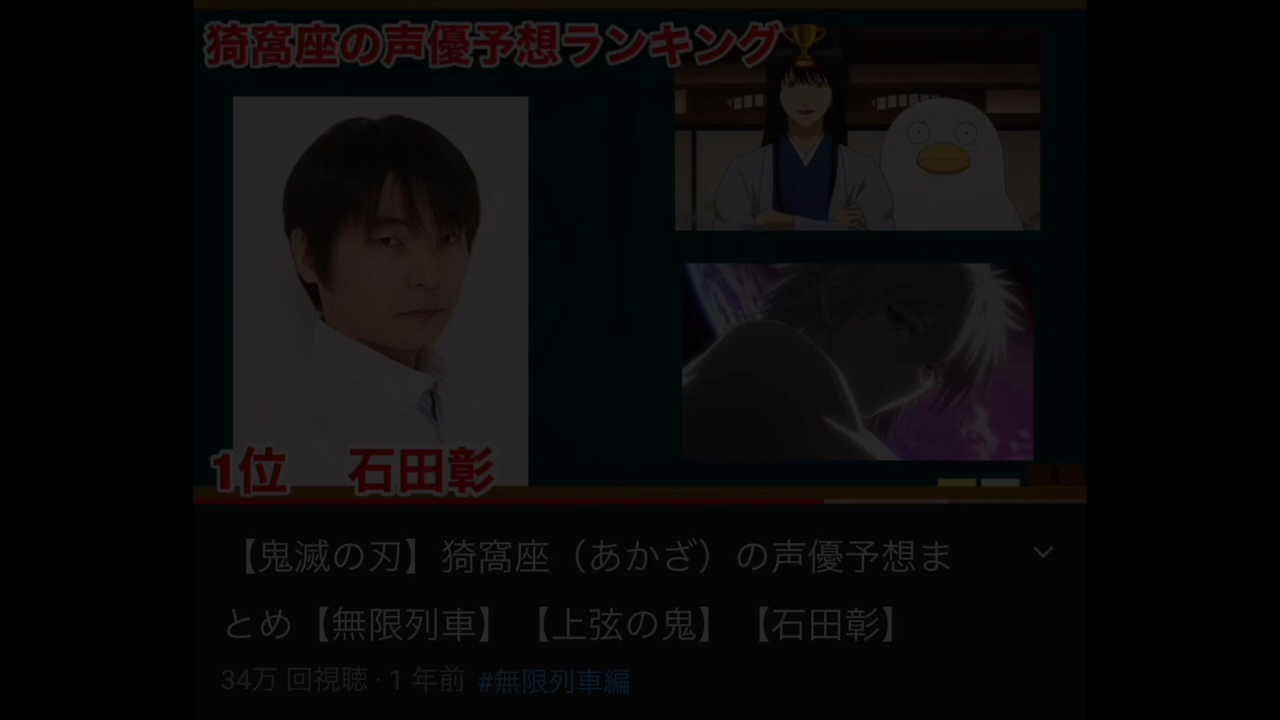 猗窩座の声優予想ランキング
1位 石田彰
【鬼滅の刃】猗窩座（あかざ）の声優予想ま
とめ【無限列車】【上弦の鬼】【石田彰】
34万 回視聴・1 年前 #無限列車編